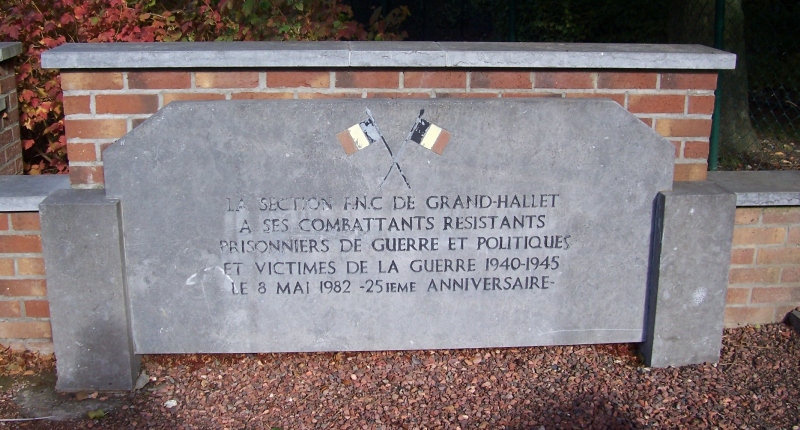 LA SECTION F.N.C DE GRAND-HALLET
A SES COMBATTANTS RESISTANTS
PRISONNIERS DE GUERRE ET POLITIQUES
ET VICTIMES DE LA GUERRE 1940-1945
LE 8 MAI 1982 -25IEME ANNIVERSAIRE-